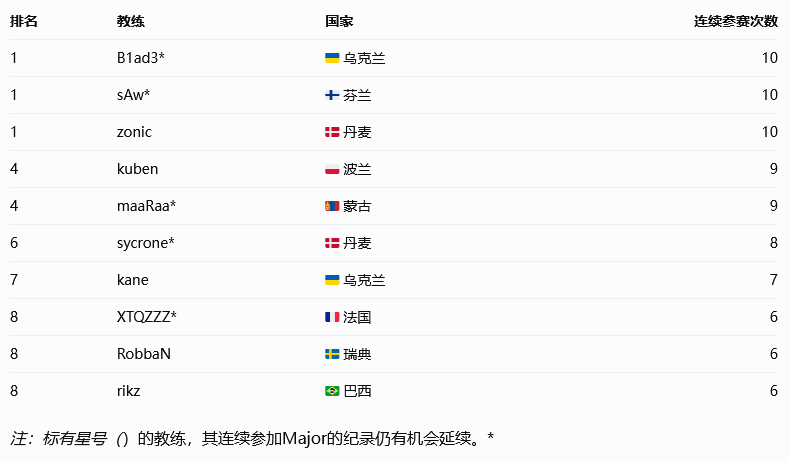 排名 教练 国家 连续参赛次数
1 B1ad3* 乌克兰 10
1 sAw* 芬兰 10
1 zonic 丹麦 10
4 kuben 波兰 9
4 maaRaa* 蒙古 9
6 sycrone* 丹麦 8
7 kane 乌克兰 7
8 XTQZZZ* 法国 6
8 RobbaN 瑞典 6
8 rikz 巴西 6
注：标有星号（）的教练，其连续参加Major的纪录仍有机会延续。*